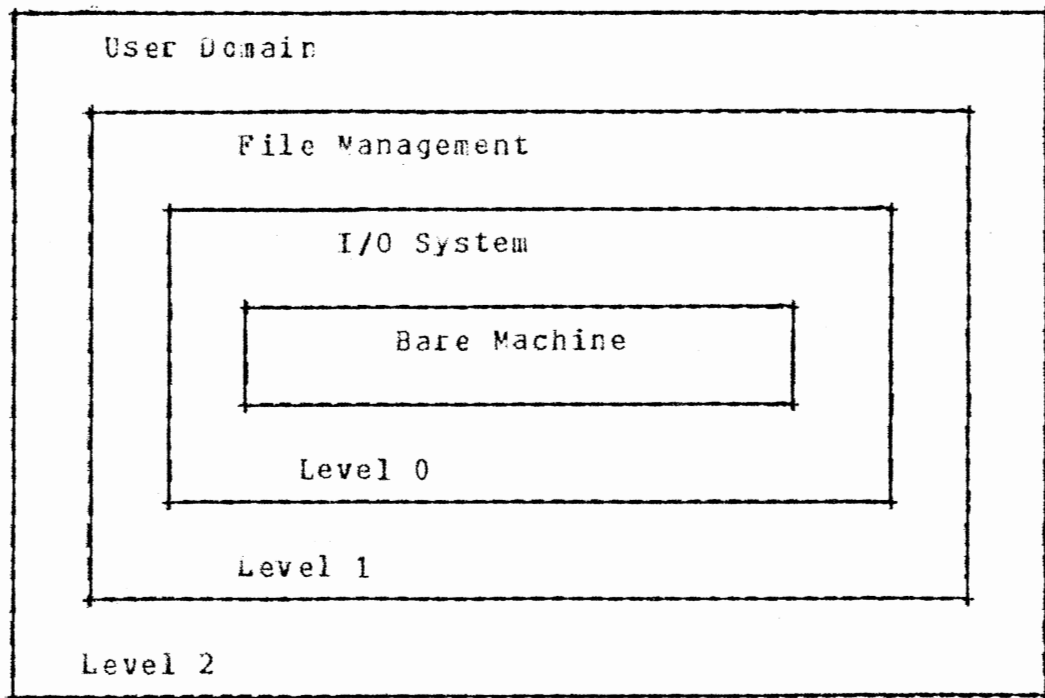 User Domain
File Management
I/O System
Bare Machine
Level 0
Level 1
Level 2